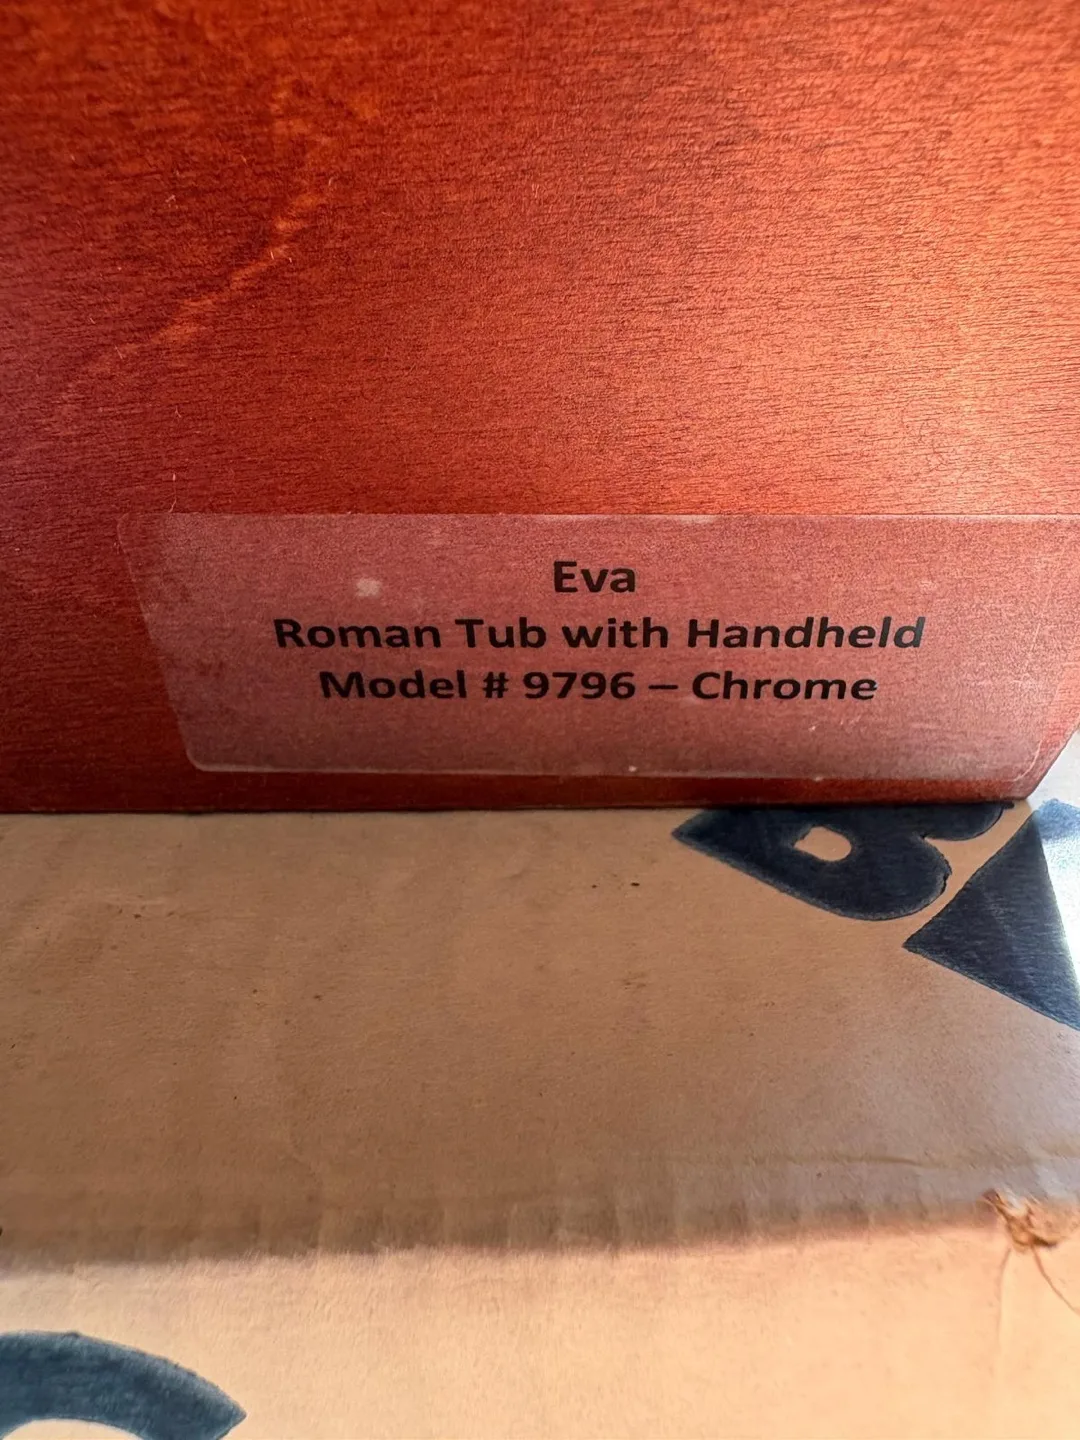 Eva
Roman Tub with Handheld
Model # 9796 – Chrome